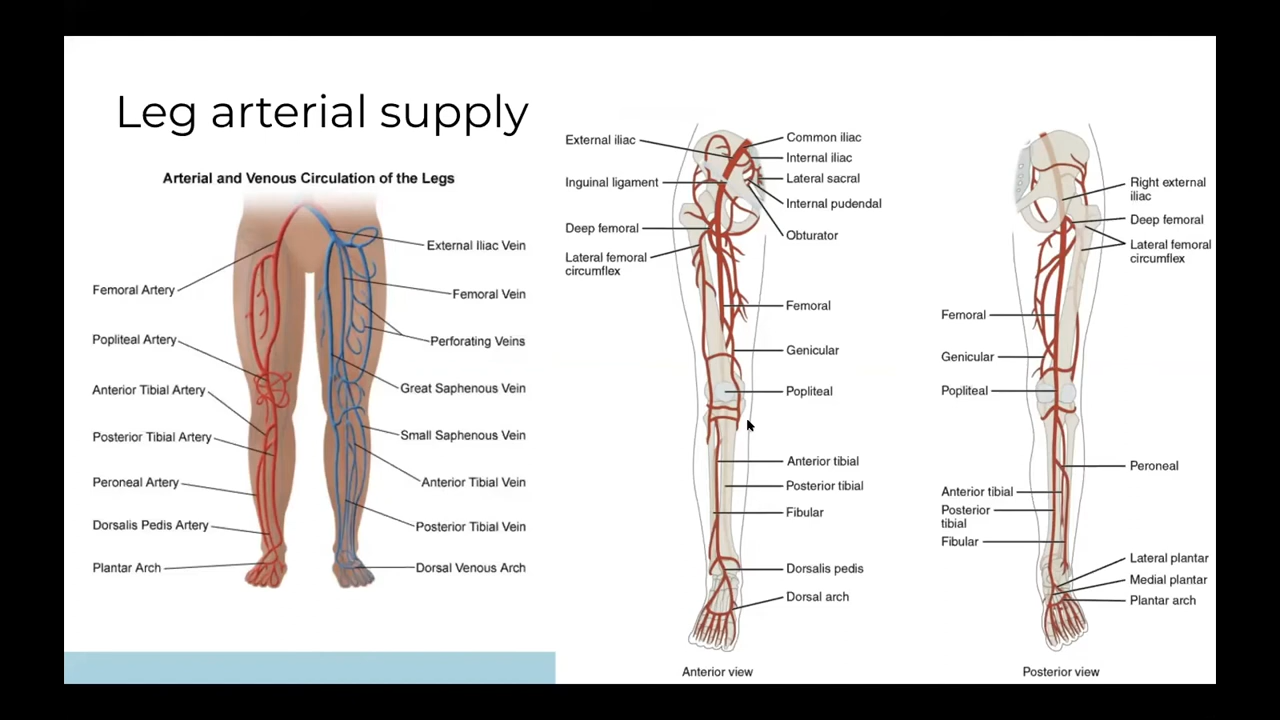 Leg arterial supply
Arterial and Venous Circulation of the Legs
Femoral Artery
Popliteal Artery
Anterior Tibial Artery
Posterior Tibial Artery
Peroneal Artery
Dorsalis Pedis Artery
Plantar Arch
External Iliac Vein
Femoral Vein
Perforating Veins
Great Saphenous Vein
Small Saphenous Vein
Anterior Tibial Vein
Posterior Tibial Vein
Dorsal Venous Arch
External iliac
Inguinal ligament
Deep femoral
Lateral femoral
circumflex
Common iliac
Internal iliac
Lateral sacral
Internal pudendal
Obturator
Femoral
Genicular
Popliteal
Anterior tibial
Posterior tibial
Fibular
Dorsalis pedis
Dorsal arch
Anterior view
Femoral
Genicular
Popliteal
Anterior tibial
Posterior
tibial
Fibular
Right external
iliac
Deep femoral
Lateral femoral
circumflex
Peroneal
Lateral plantar
Medial plantar
Plantar arch
Posterior view